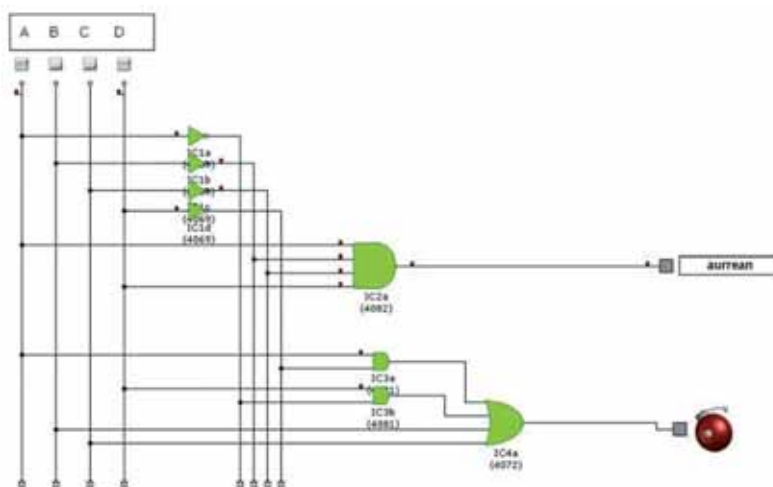 A B C D
IC1a
IC1b
IC1d
(4069)
aurrean
IC2a
(4082)
IC3a
IC3b
(4081)
IC4a
(4072)